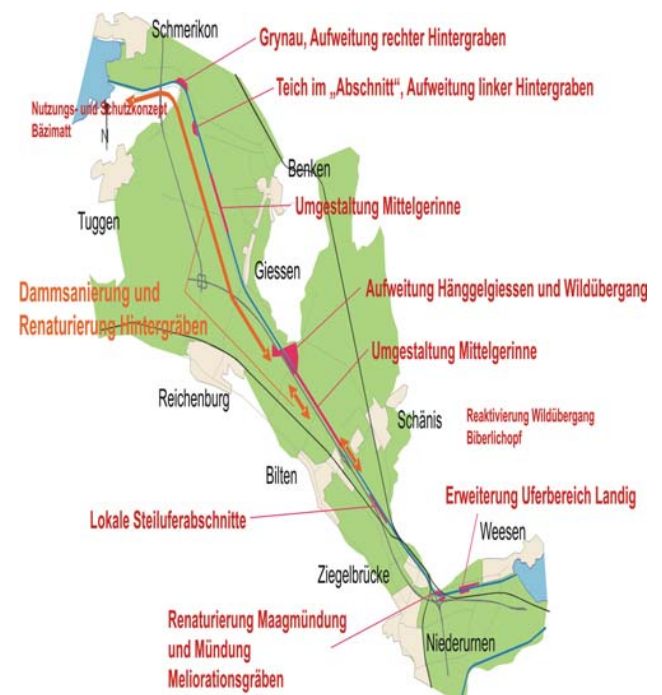 Schmerikon
Grynau, Aufweitung rechter Hintergraben
Teich im „Abschnitt“, Aufweitung linker Hintergraben
Nutzungs- und Schutzkonzept
Bäzimatt
N
Benken
Umgestaltung Mittelgerinne
Tuggen
Giessen
Aufweitung Hänggelgiessen und Wildübergang
Dammsanierung und
Renaturierung Hintergräben
Umgestaltung Mittelgerinne
Reichenburg
Schänis
Reaktivierung Wildübergang
Biberlichopf
Bilten
Erweiterung Uferbereich Landig
Lokale Steiluferabschnitte
Weesen
Ziegelbrücke
Renaturierung Maagmündung
und Mündung
Meliorationsgräben
Niederurnen